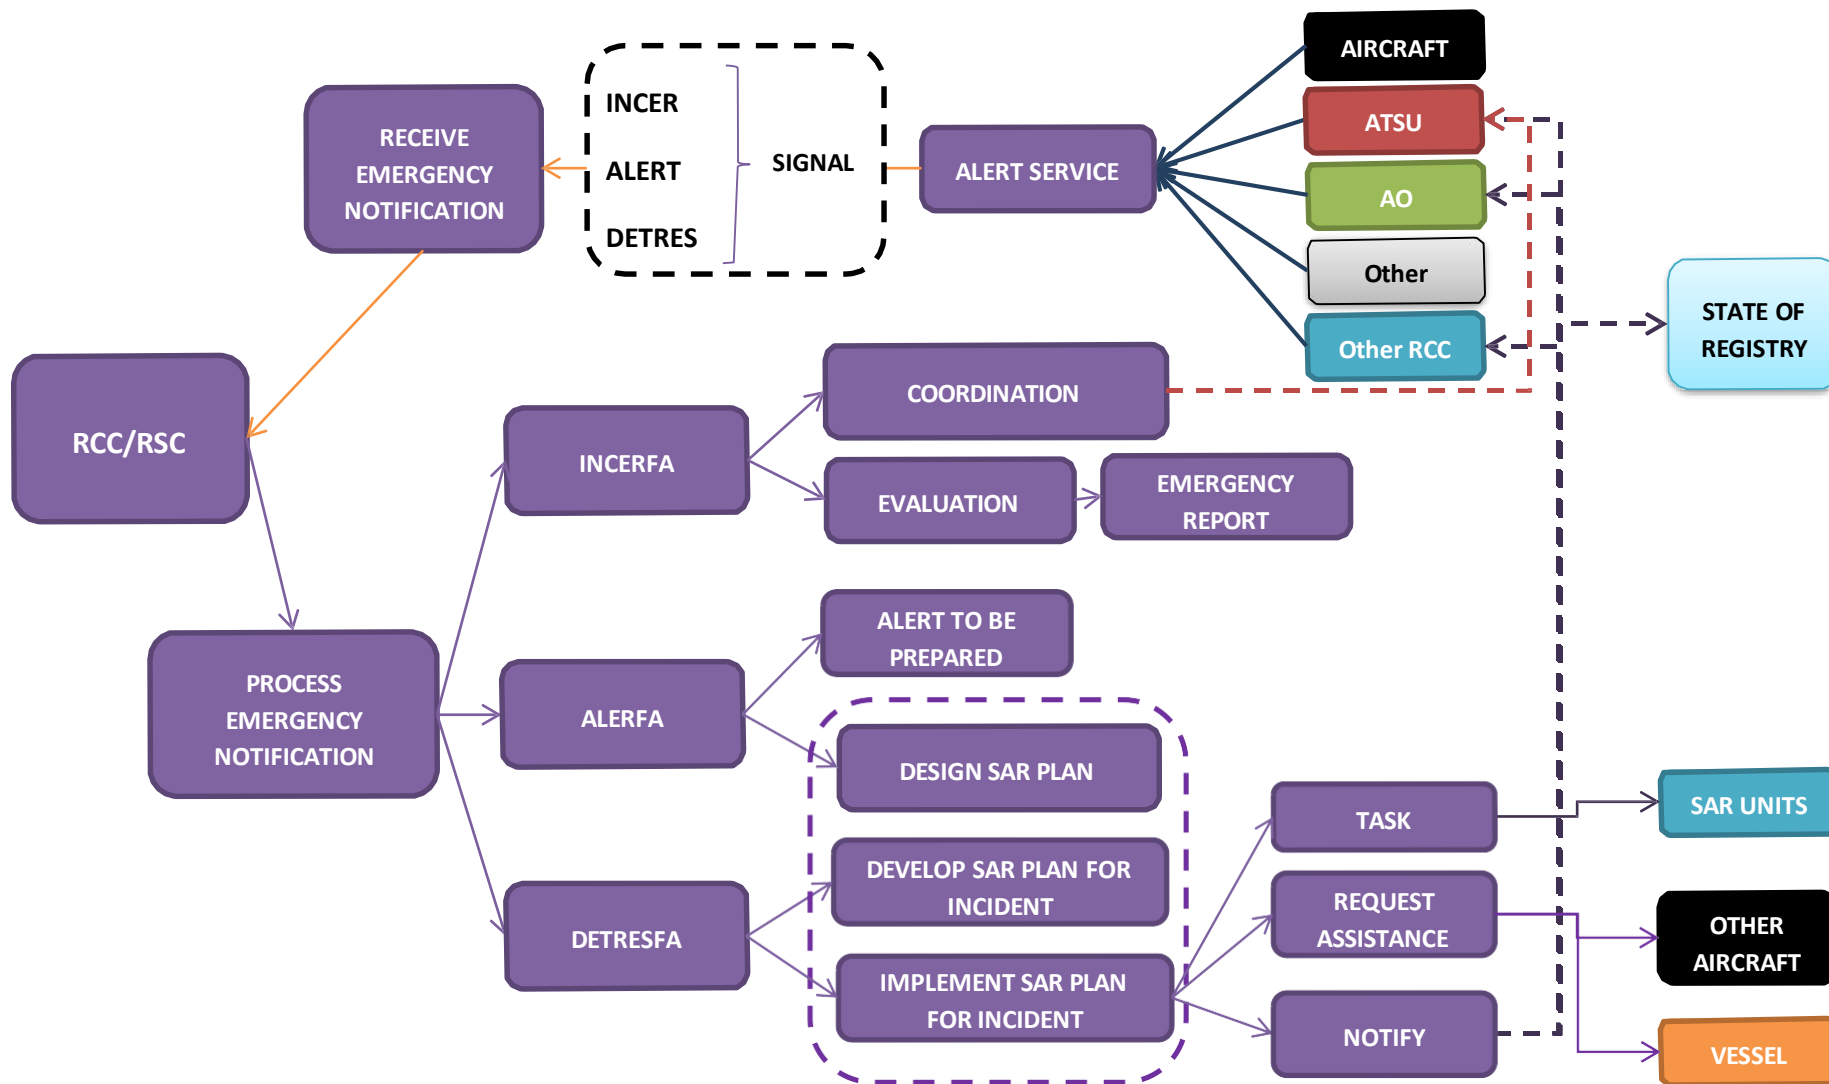 AIRCRAFT
INCER
RECEIVE
EMERGENCY
NOTIFICATION
ATSU
ALERT
SIGNAL
ALERT SERVICE
AO
DETRES
Other
STATE OF
REGISTRY
Other RCC
COORDINATION
RCC/RSC
INCERFA
EVALUATION
EMERGENCY
REPORT
ALERT TO BE
PREPARED
PROCESS
EMERGENCY
NOTIFICATION
ALERFA
DESIGN SAR PLAN
TASK
SAR UNITS
DEVELOP SAR PLAN FOR
INCIDENT
REQUEST
ASSISTANCE
OTHER
AIRCRAFT
DETRESFA
IMPLEMENT SAR PLAN
FOR INCIDENT
NOTIFY
VESSEL